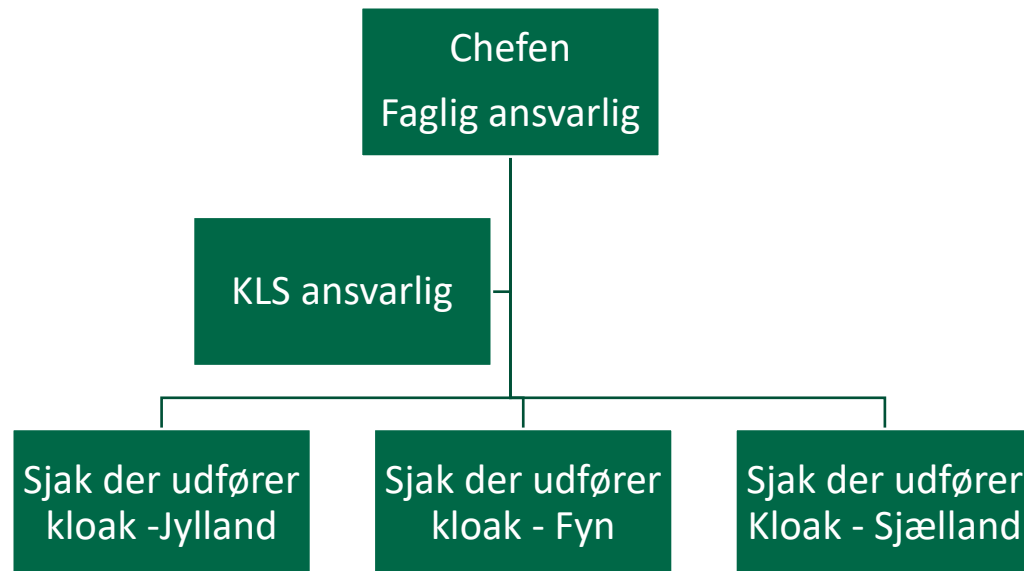 Chefen
Faglig ansvarlig
KLS ansvarlig
Sjak der udfører
kloak -Jylland
Sjak der udfører
kloak - Fyn
Sjak der udfører
Kloak - Sjælland